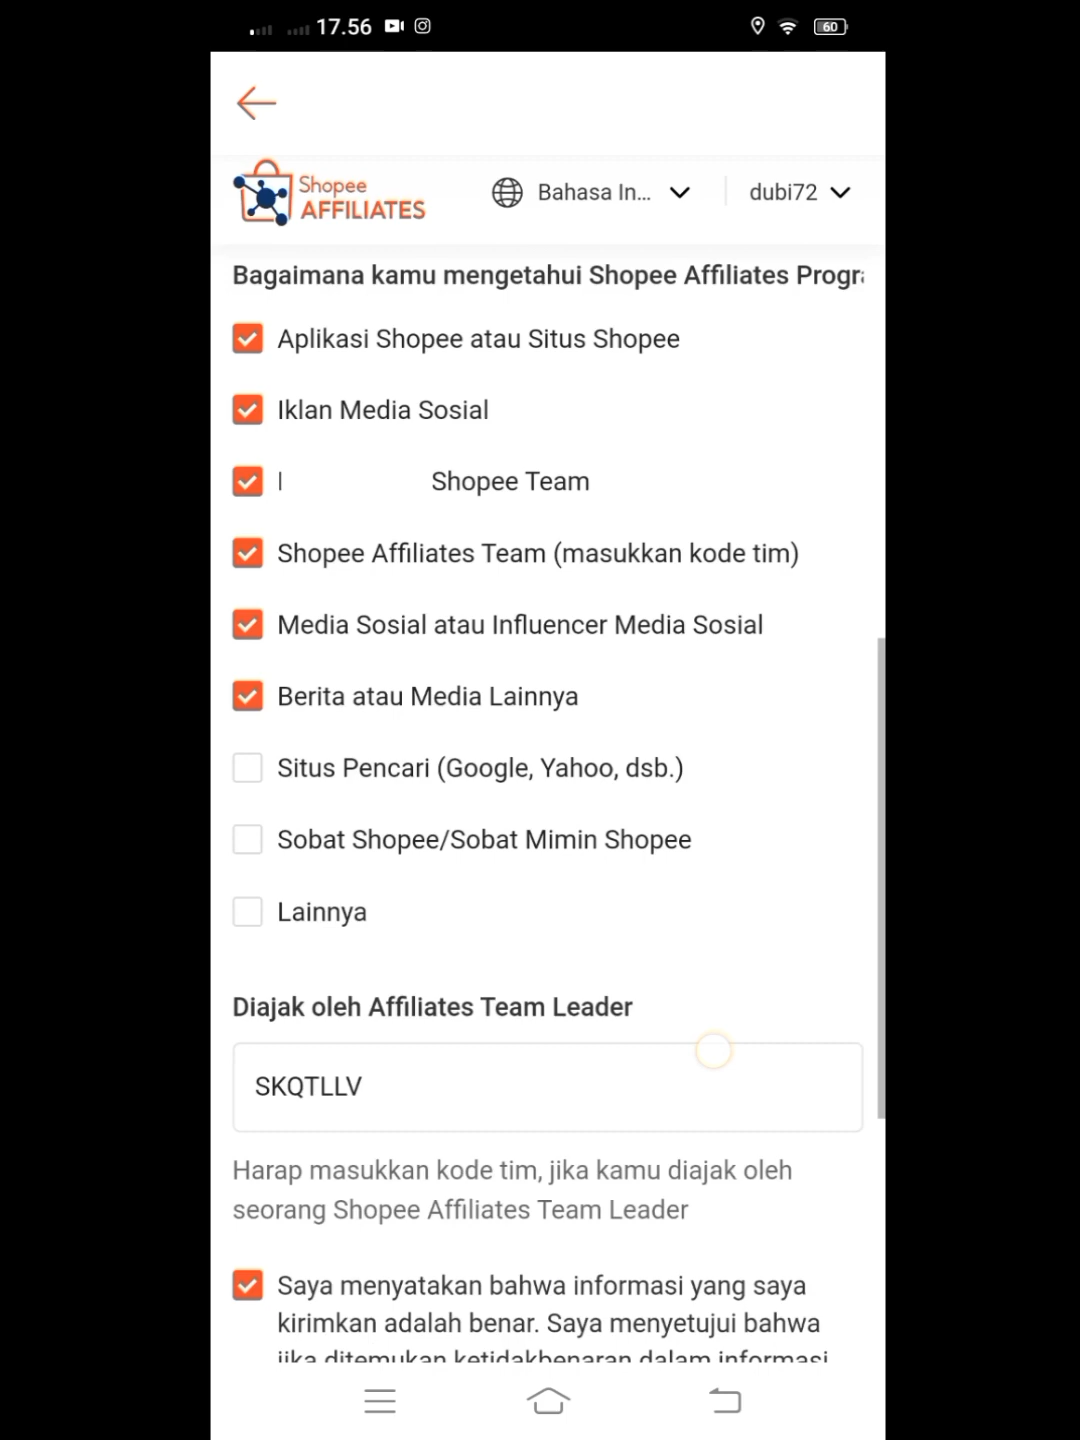 17.56
60
Shopee
AFFILIATES
Bahasa In...
dubi72
Bagaimana kamu mengetahui Shopee Affiliates Progr
Aplikasi Shopee atau Situs Shopee
Iklan Media Sosial
Shopee Team
Shopee Affiliates Team (masukkan kode tim)
Media Sosial atau Influencer Media Sosial
Berita atau Media Lainnya
Situs Pencari (Google, Yahoo, dsb.)
Sobat Shopee/Sobat Mimin Shopee
Lainnya
Diajak oleh Affiliates Team Leader
SKQTLLV
Harap masukkan kode tim, jika kamu diajak oleh
seorang Shopee Affiliates Team Leader
Saya menyatakan bahwa informasi yang saya
kirimkan adalah benar. Saya menyetujui bahwa
jika ditemukan ketidakbenaran dalam informasi